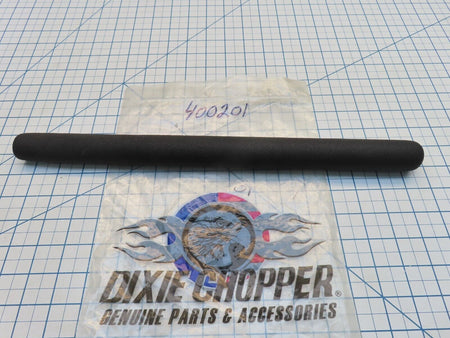 400201
DIXIE CHOPPER®
GENUINE PARTS & ACCESSORIES